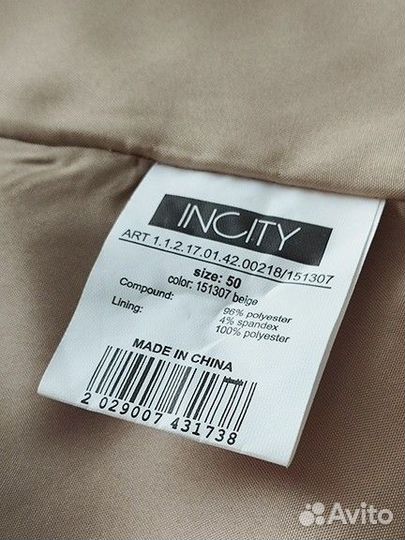 INCITY
ART 1.1.2.17.01.42.00218/151307
size: 50
color: 151307 beige
Compound: 96% polyester
4% spandex
Lining: 100% polyester
MADE IN CHINA
2 029007 431738
Avito